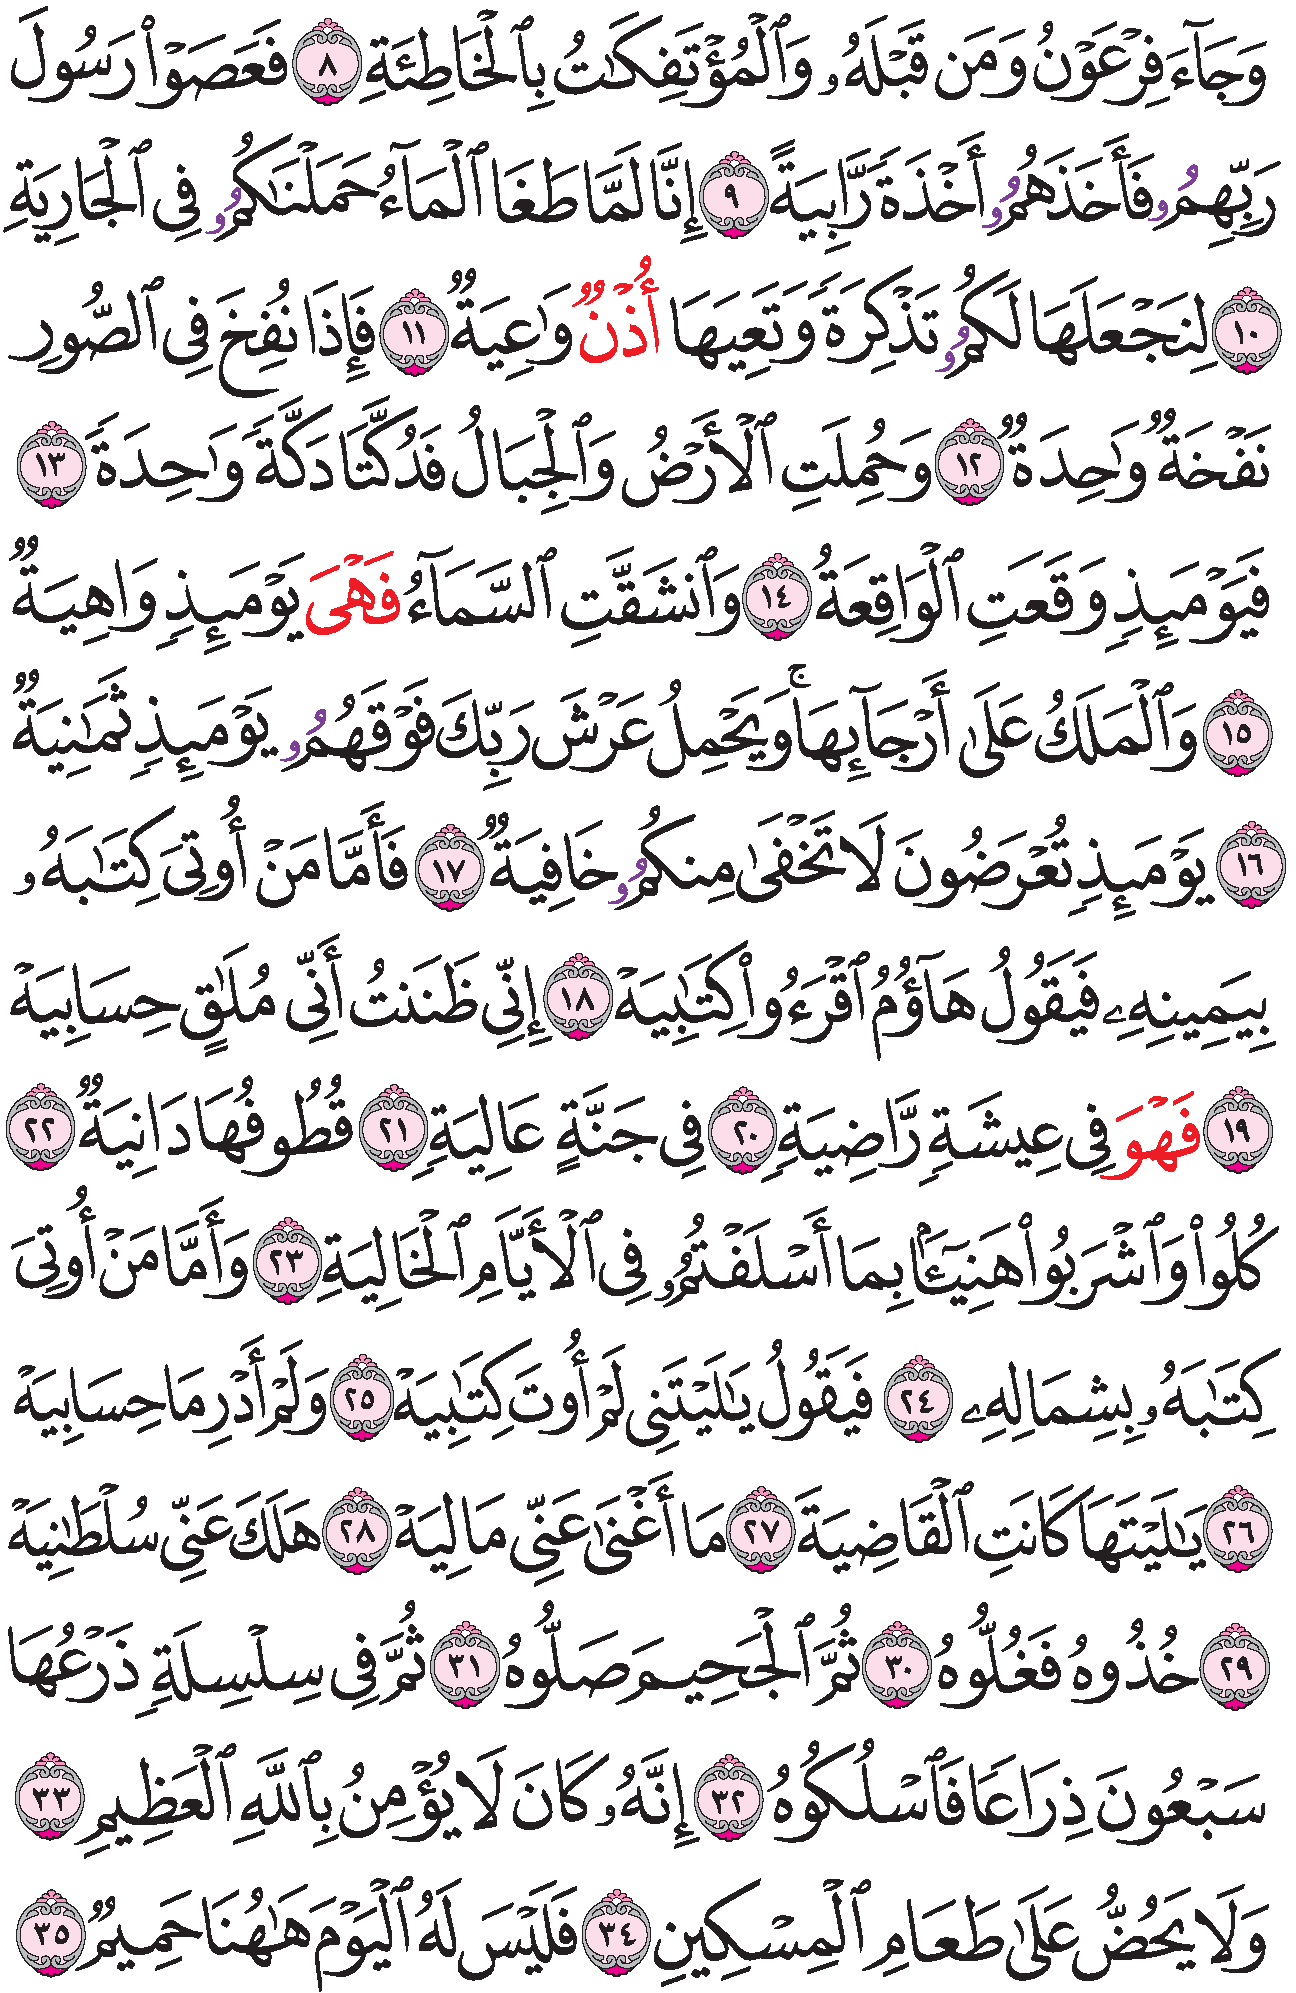 وَجَآءَ فِرْعَوْنُ وَمَن قَبْلَهُۥ وَٱلْمُؤْتَفِكَٰتُ بِٱلْخَاطِئَةِ ٨ فَعَصَوْا۟ رَسُولَ
رَبِّهِمُۥ فَأَخَذَهُمُۥ أَخْذَةً رَّابِيَةً ٩ إِنَّا لَمَّا طَغَا ٱلْمَآءُ حَمَلْنَٰكُمُۥ فِى ٱلْجَارِيَةِ
١٠ لِنَجْعَلَهَا لَكُمُۥ تَذْكِرَةً وَتَعِيَهَا أُذْنٌ وَٰعِيَةٌ ١١ فَإِذَا نُفِخَ فِى ٱلصُّورِ
نَفْخَةٌ وَٰحِدَةٌ ١٢ وَحُمِلَتِ ٱلْأَرْضُ وَٱلْجِبَالُ فَدُكَّتَا دَكَّةً وَٰحِدَةً ١٣
فَيَوْمَئِذٍ وَقَعَتِ ٱلْوَاقِعَةُ ١٤ وَٱنشَقَّتِ ٱلسَّمَآءُ فَهْىَ يَوْمَئِذٍ وَاهِيَةٌ
١٥ وَٱلْمَلَكُ عَلَىٰ أَرْجَآئِهَاۚ وَيَحْمِلُ عَرْشَ رَبِّكَ فَوْقَهُمُۥ يَوْمَئِذٍ ثَمَٰنِيَةٌ
١٦ يَوْمَئِذٍ تُعْرَضُونَ لَا تَخْفَىٰ مِنكُمُۥ خَافِيَةٌ ١٧ فَأَمَّا مَنْ أُوتِىَ كِتَٰبَهُۥ
بِيَمِينِهِۦ فَيَقُولُ هَآؤُمُ ٱقْرَءُوا۟ كِتَٰبِيَهْ ١٨ إِنِّى ظَنَنتُ أَنِّى مُلَٰقٍ حِسَابِيَهْ
١٩ فَهْوَ فِى عِيشَةٍ رَّاضِيَةٍ ٢٠ فِى جَنَّةٍ عَالِيَةٍ ٢١ قُطُوفُهَا دَانِيَةٌ ٢٢
كُلُوا۟ وَٱشْرَبُوا۟ هَنِيٓـًٔۢا بِمَا أَسْلَفْتُمُۥ فِى ٱلْأَيَّامِ ٱلْخَالِيَةِ ٢٣ وَأَمَّا مَنْ أُوتِىَ
كِتَٰبَهُۥ بِشِمَالِهِۦ ٢٤ فَيَقُولُ يَٰلَيْتَنِى لَمْ أُوتَ كِتَٰبِيَهْ ٢٥ وَلَمْ أَدْرِ مَا حِسَابِيَهْ
٢٦ يَٰلَيْتَهَا كَانَتِ ٱلْقَاضِيَةَ ٢٧ مَا أَغْنَىٰ عَنِّى مَالِيَهْ ٢٨ هَلَكَ عَنِّى سُلْطَٰنِيَهْ
٢٩ خُذُوهُ فَغُلُّوهُ ٣٠ ثُمَّ ٱلْجَحِيمَ صَلُّوهُ ٣١ ثُمَّ فِى سِلْسِلَةٍ ذَرْعُهَا
سَبْعُونَ ذِرَاعًا فَٱسْلُكُوهُ ٣٢ إِنَّهُۥ كَانَ لَا يُؤْمِنُ بِٱللَّهِ ٱلْعَظِيمِ ٣٣
وَلَا يَحُضُّ عَلَىٰ طَعَامِ ٱلْمِسْكِينِ ٣٤ فَلَيْسَ لَهُ ٱلْيَوْمَ هَٰهُنَا حَمِيمٌ ٣٥